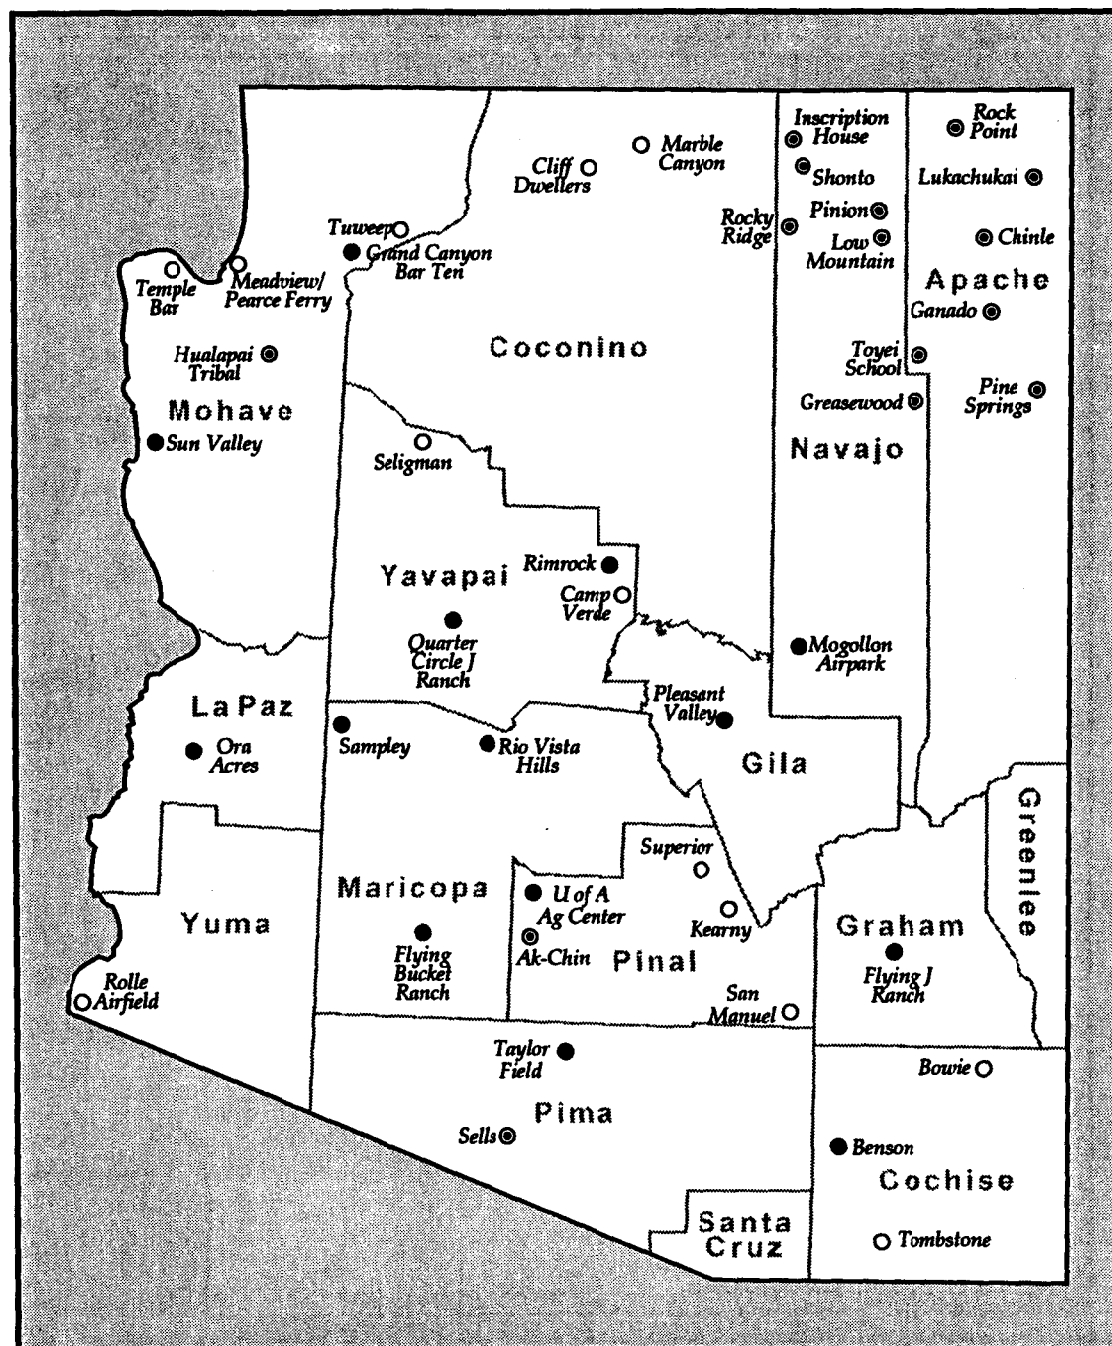 Inscription
House
Rock
Point
Marble
Canyon
Cliff
Dwellers
Shonto
Lukachukai
Pinion
Rocky
Ridge
Low
Mountain
Chinle
Tuweep
Grand Canyon
Bar Ten
Temple
Bar
Meadview/
Pearce Ferry
Apache
Ganado
Hualapai
Tribal
Coconino
Toyei
School
Pine
Springs
Greasewood
Mohave
Sun Valley
Seligman
Navajo
Rimrock
Yavapai
Camp
Verde
Quarter
Circle J
Ranch
Mogollon
Airpark
La Paz
Pleasant
Valley
Ora
Acres
Sampley
Rio Vista
Hills
Gila
Greenlee
Superior
Maricopa
U of A
Ag Center
Yuma
Kearny
Graham
Ak-Chin
Pinal
Flying
Bucket
Ranch
Flying J
Ranch
Rolle
Airfield
San
Manuel
Taylor
Field
Bowie
Pima
Sells
Benson
Cochise
Santa
Cruz
Tombstone